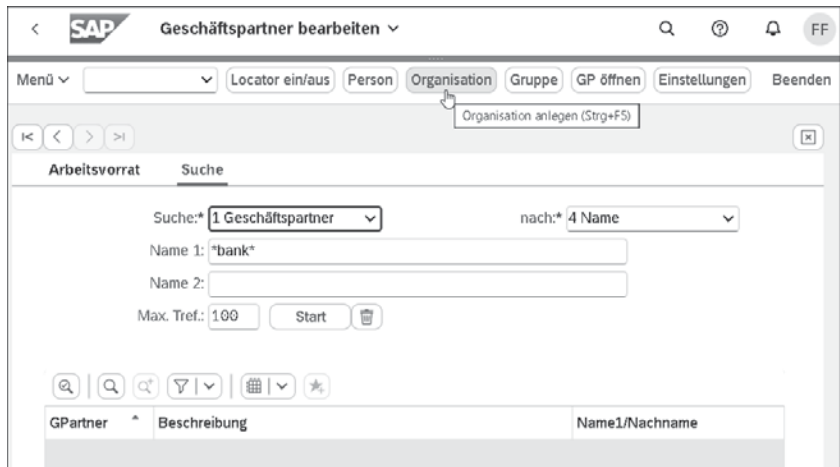 SAP Geschäftspartner bearbeiten FF
Menü Locator ein/aus Person Organisation Gruppe GP öffnen Einstellungen Beenden
Organisation anlegen (Strg+F5)
Arbeitsvorrat Suche
Suche:* 1 Geschäftspartner nach:* 4 Name
Name 1: *bank*
Name 2:
Max. Tref.: 100 Start
GPartner Beschreibung Name1/Nachname